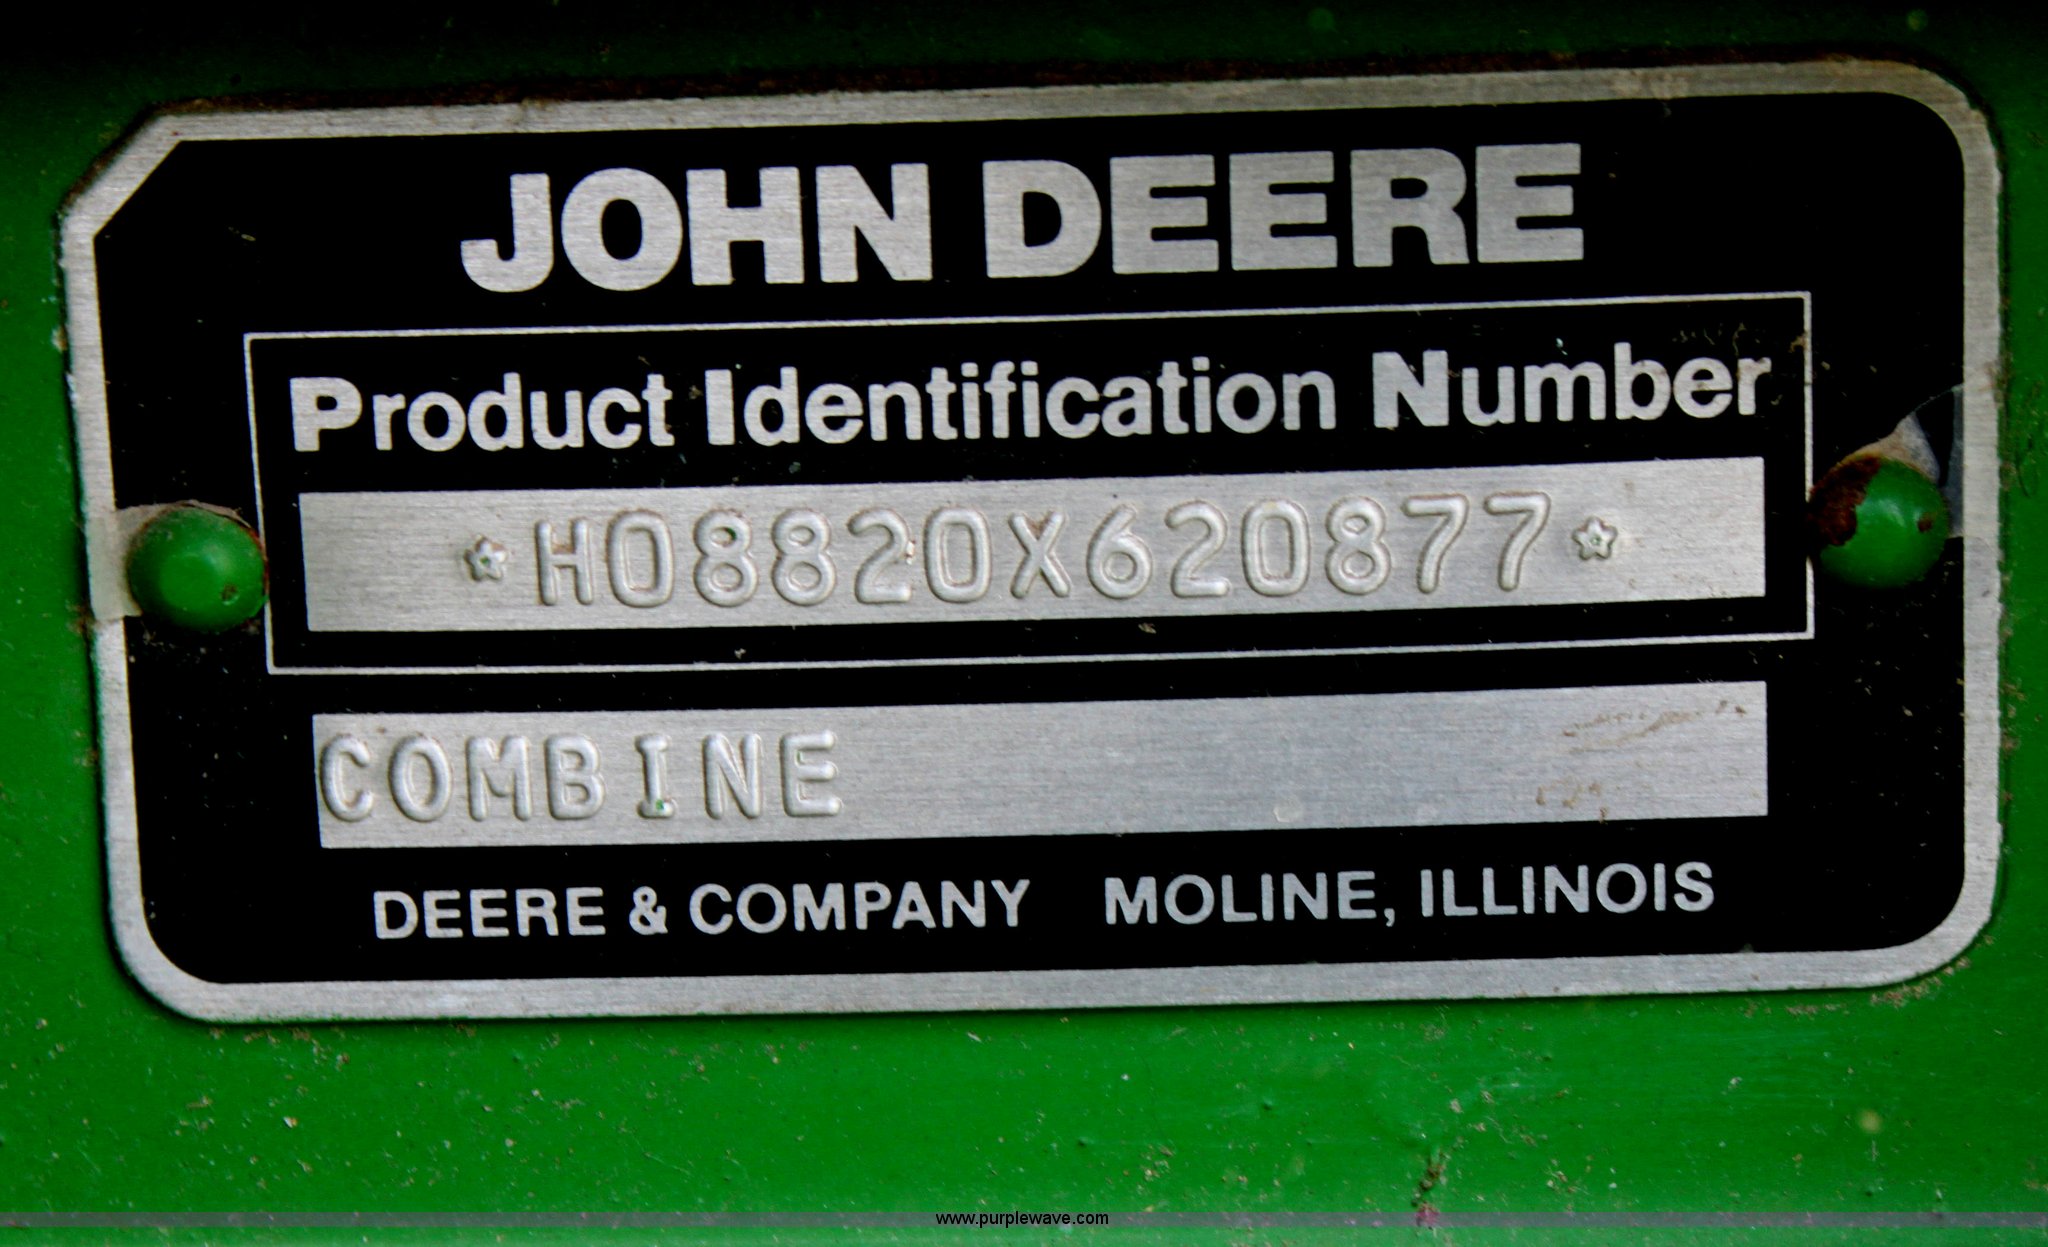 JOHN DEERE
Product Identification Number
*H08820X620877*
COMBINE
DEERE & COMPANY MOLINE, ILLINOIS
www.purplewave.com